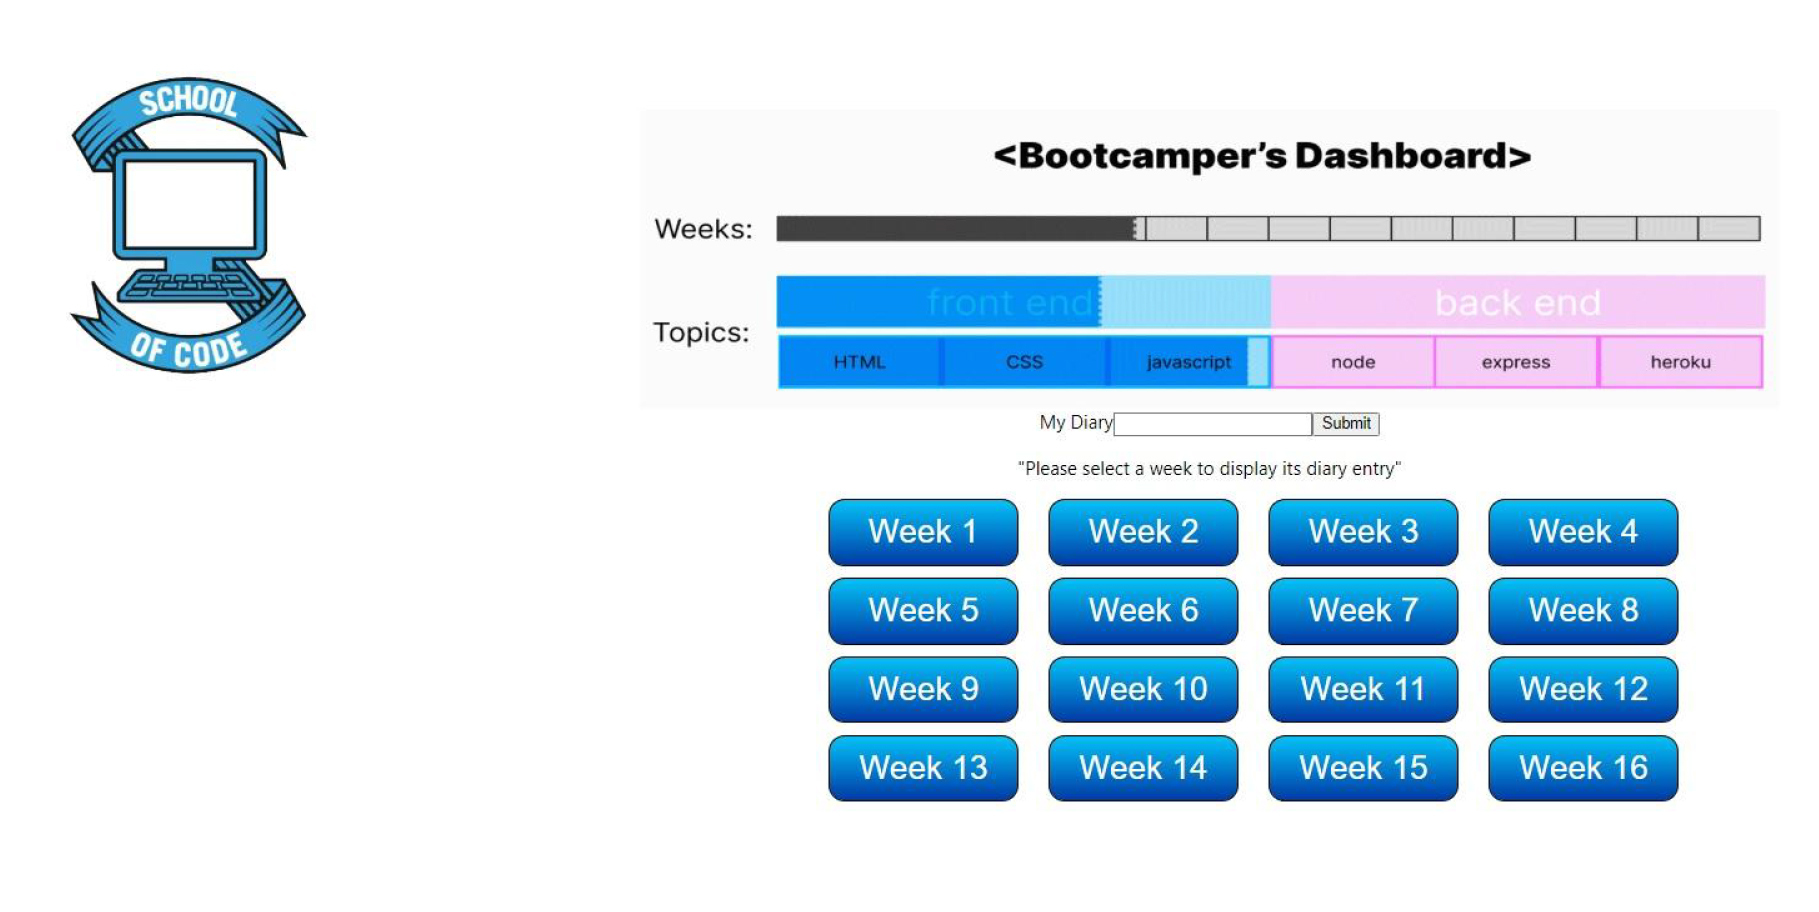 SCHOOL
OF CODE
<Bootcamper’s Dashboard>
Weeks:
Topics:
front end
back end
HTML
CSS
javascript
node
express
heroku
My Diary
Submit
"Please select a week to display its diary entry"
Week 1
Week 2
Week 3
Week 4
Week 5
Week 6
Week 7
Week 8
Week 9
Week 10
Week 11
Week 12
Week 13
Week 14
Week 15
Week 16